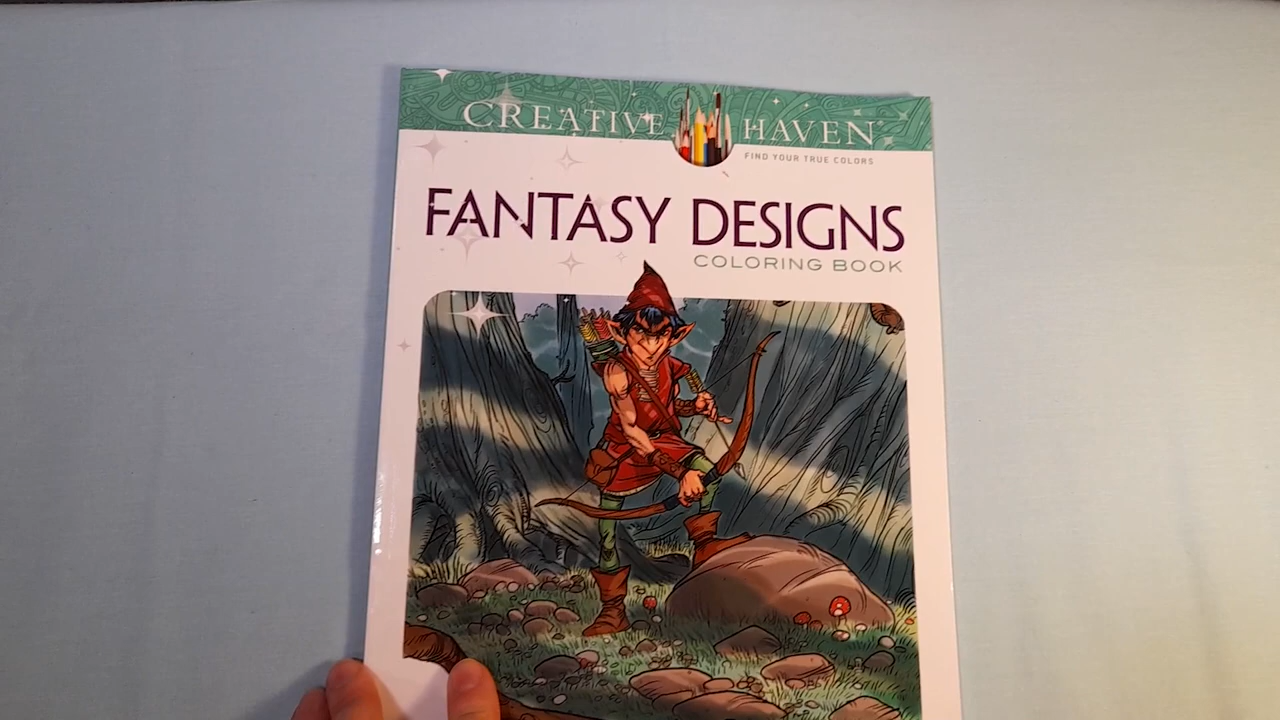 CREATIVE HAVEN
FIND YOUR TRUE COLORS
FANTASY DESIGNS
COLORING BOOK